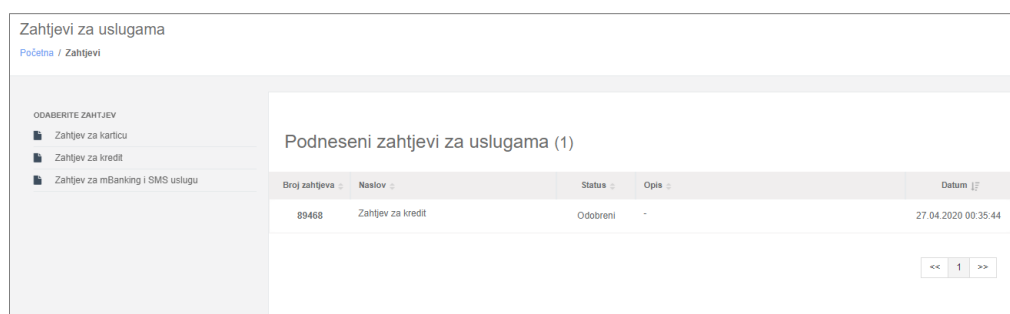 Zahtjevi za uslugama
Početna / Zahtjevi
ODABERITE ZAHTJEV
Zahtjev za karticu
Zahtjev za kredit
Zahtjev za mBanking i SMS uslugu
Podneseni zahtjevi za uslugama (1)
Broj zahtjeva Naslov Status Opis Datum
89468 Zahtjev za kredit Odobreni - 27.04.2020 00:35:44
<< 1 >>